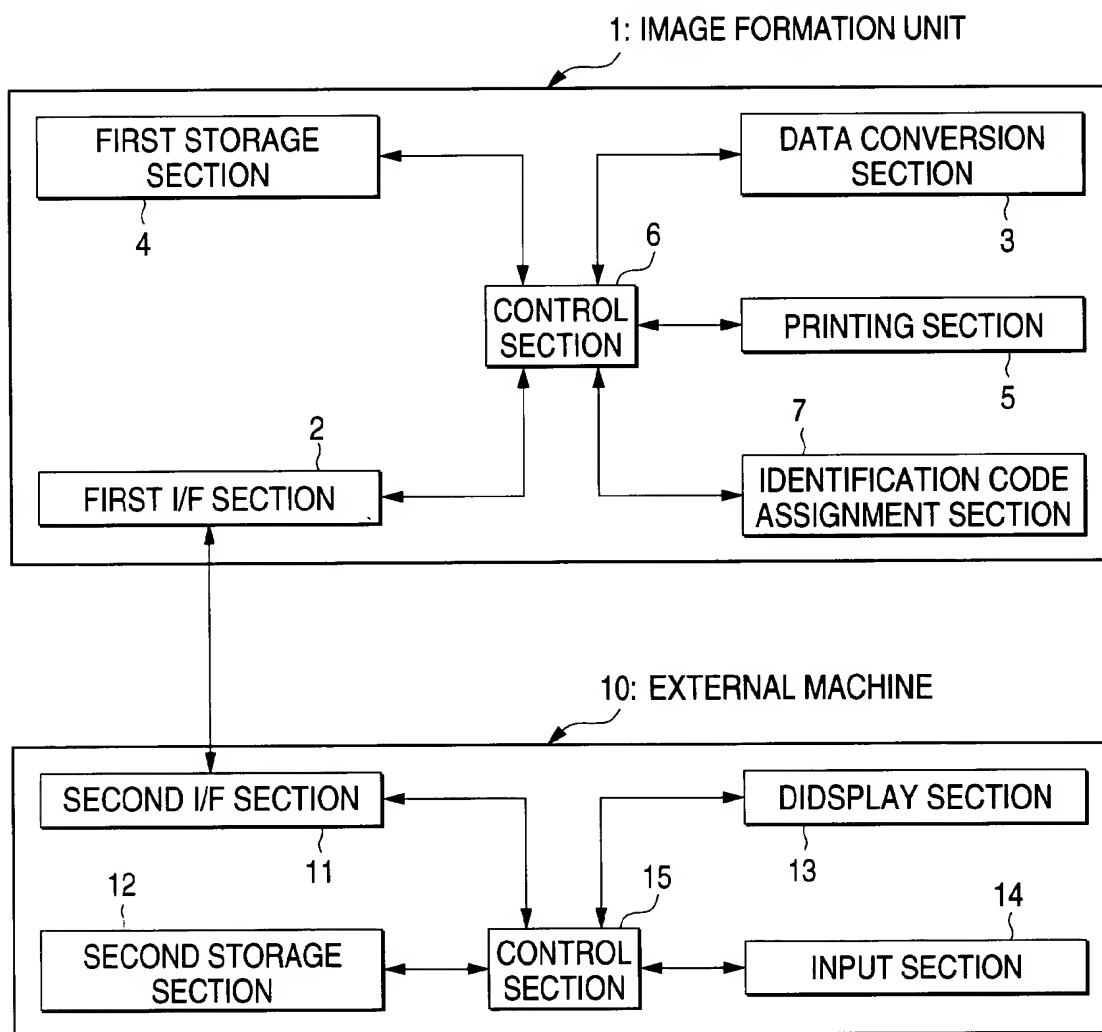 1: IMAGE FORMATION UNIT
FIRST STORAGE
SECTION
4
DATA CONVERSION
SECTION
3
6
CONTROL
SECTION
PRINTING SECTION
5
2
FIRST I/F SECTION
7
IDENTIFICATION CODE
ASSIGNMENT SECTION
10: EXTERNAL MACHINE
SECOND I/F SECTION
11
DIDSPLAY SECTION
13
12
SECOND STORAGE
SECTION
15
CONTROL
SECTION
14
INPUT SECTION